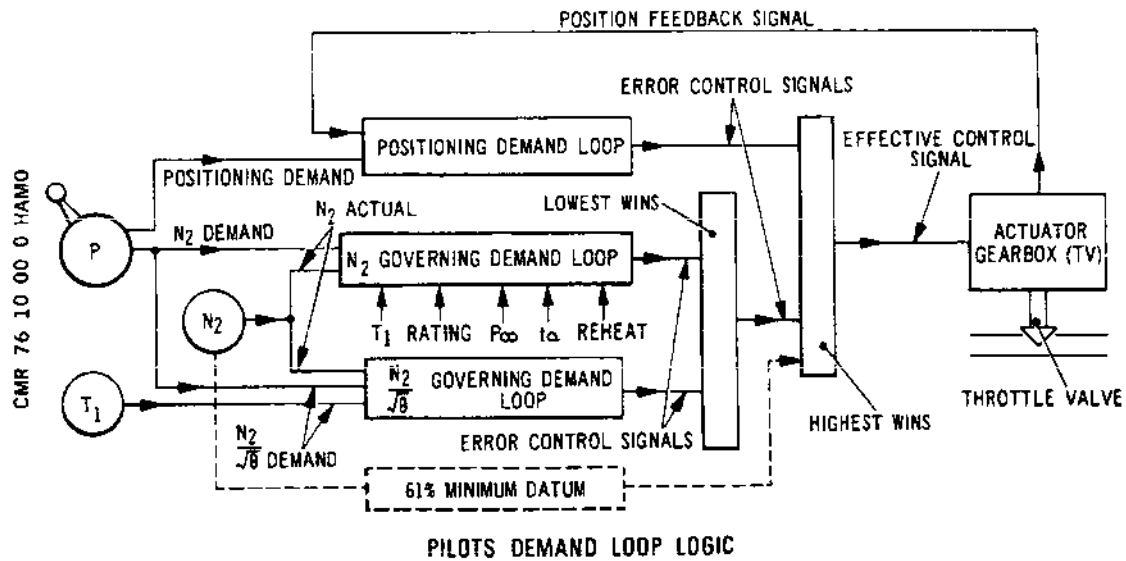 POSITION FEEDBACK SIGNAL
ERROR CONTROL SIGNALS
POSITIONING DEMAND LOOP
EFFECTIVE CONTROL
SIGNAL
POSITIONING DEMAND
N2 ACTUAL
LOWEST WINS
P
N2 DEMAND
N2 GOVERNING DEMAND LOOP
ACTUATOR
GEARBOX (TV)
CMR 76 10 00 0 HAMO
N2
T1 RATING P∞ ta REHEAT
N2/√θ GOVERNING DEMAND
LOOP
T1
THROTTLE VALVE
HIGHEST WINS
N2/√θ DEMAND
ERROR CONTROL SIGNALS
61% MINIMUM DATUM
PILOTS DEMAND LOOP LOGIC